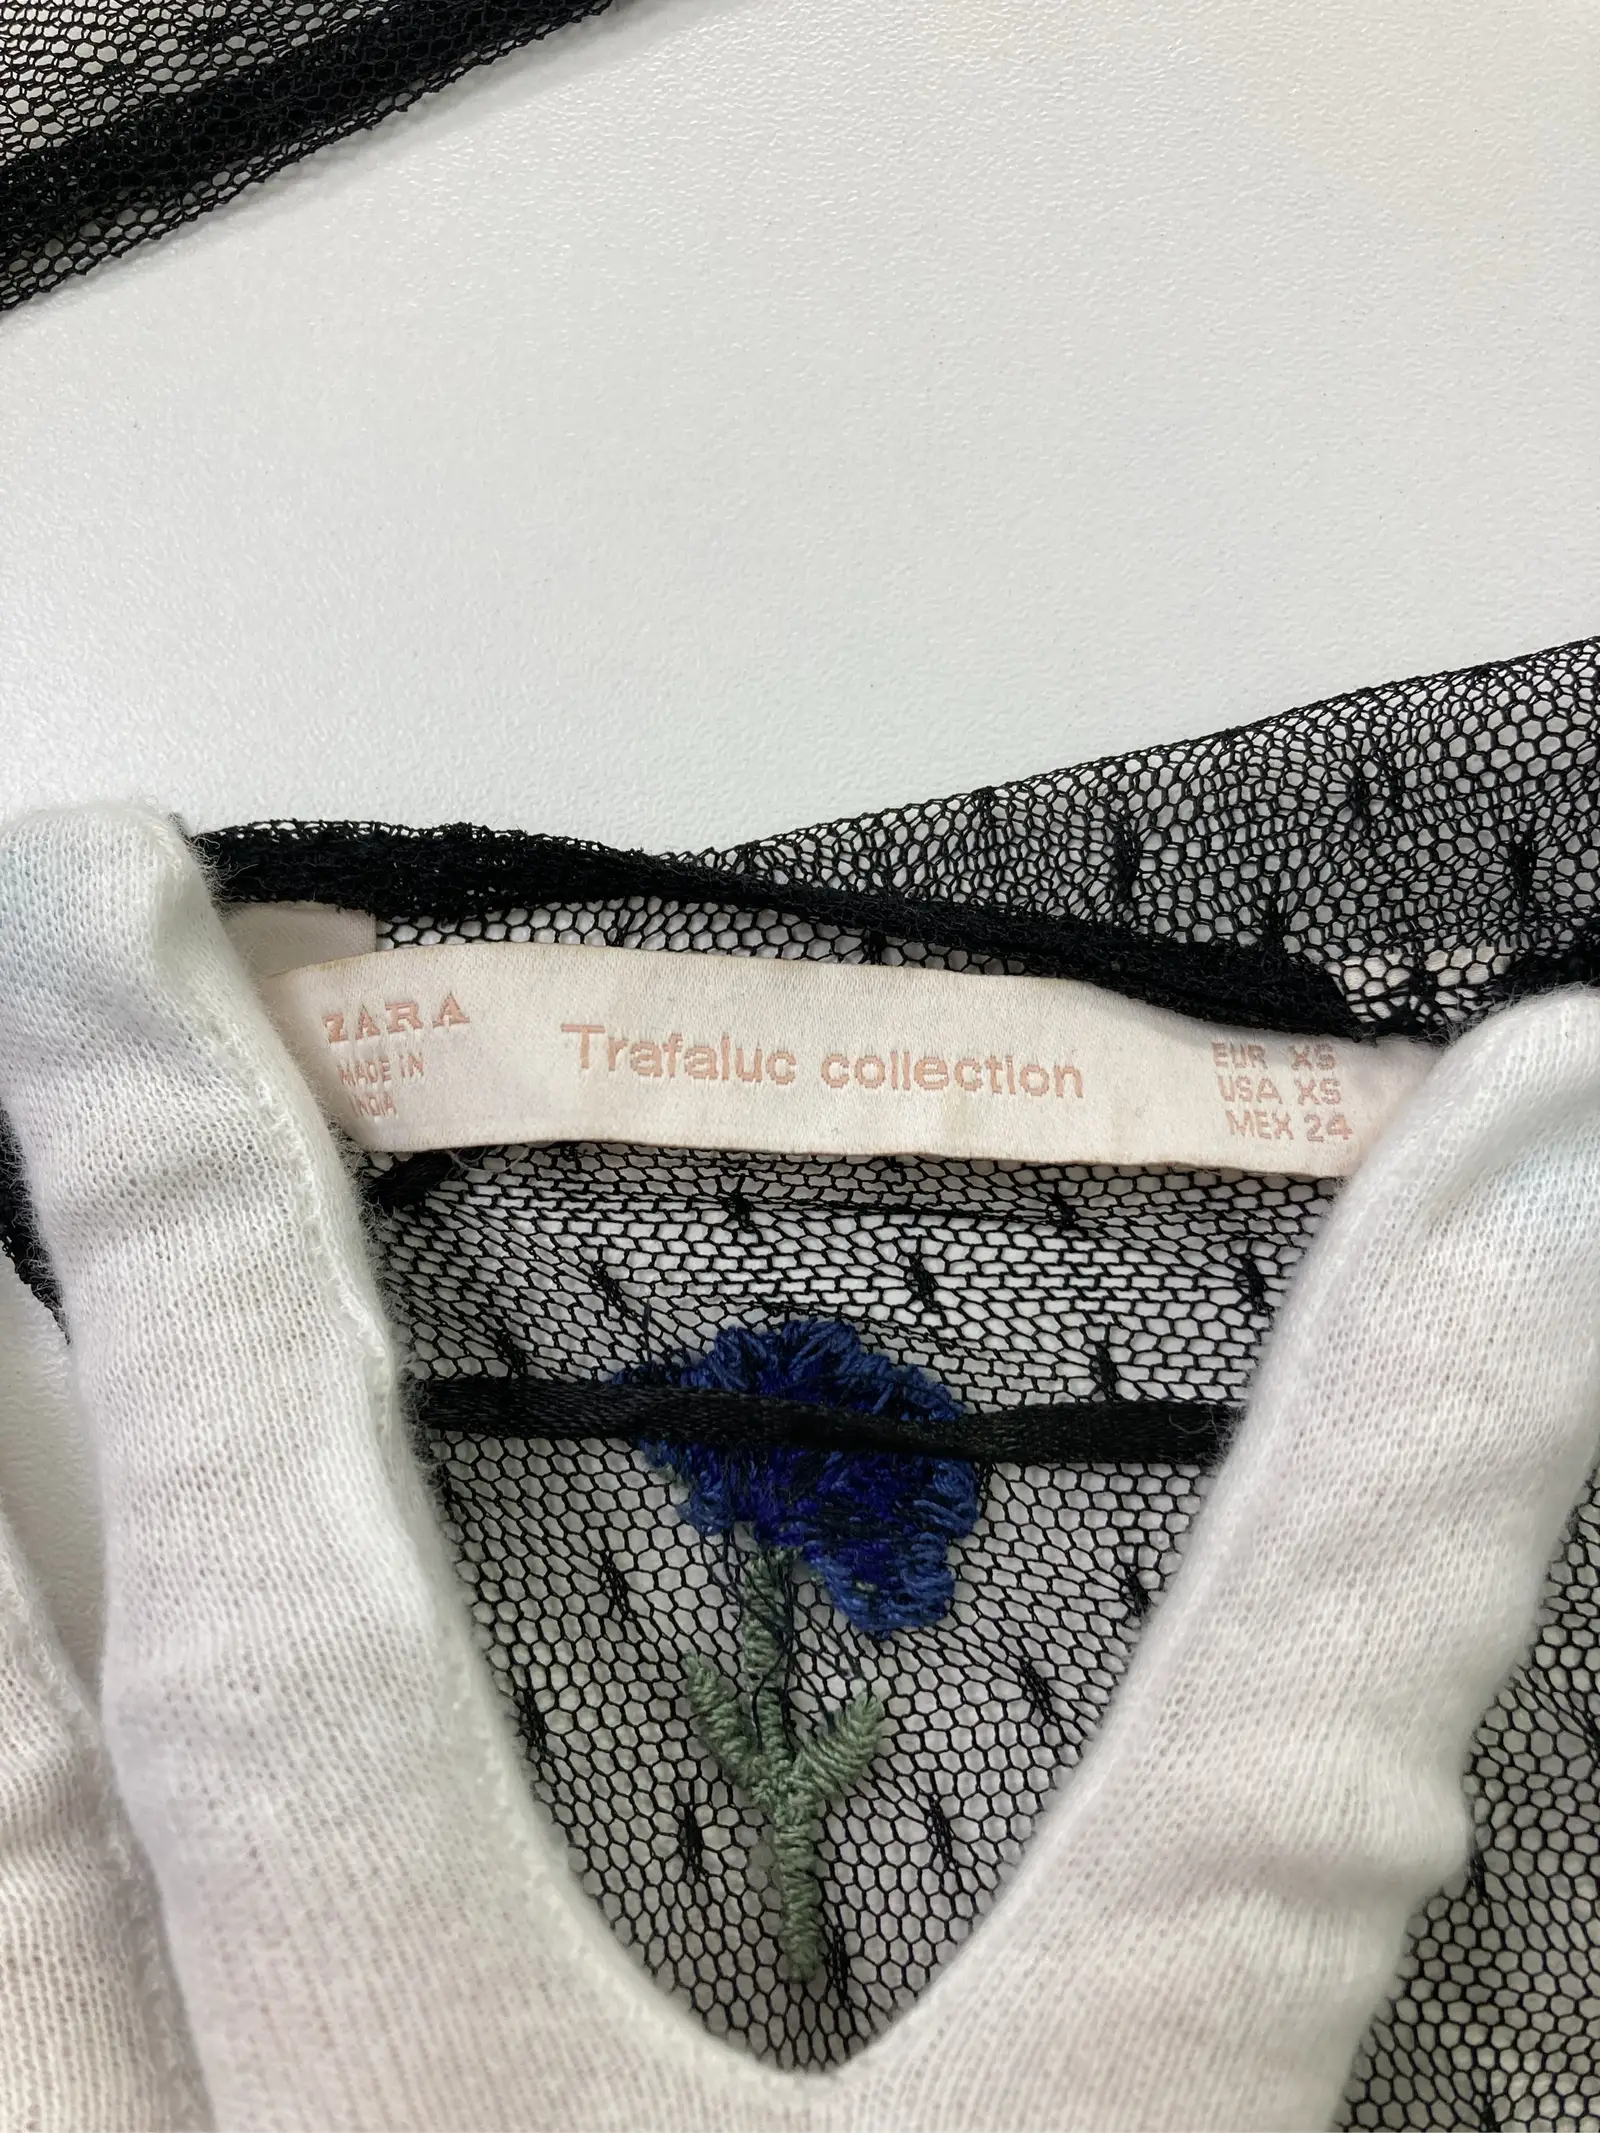 ZARA
MADE IN
INDIA
Trafaluc collection
EUR XS
USA XS
MEX 24